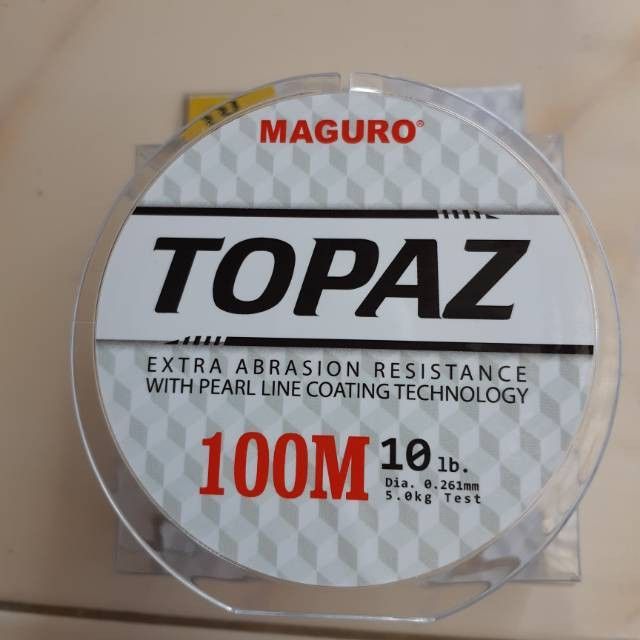 MAGURO®
TOPAZ
EXTRA ABRASION RESISTANCE
WITH PEARL LINE COATING TECHNOLOGY
100M 10 lb.
Dia. 0.261mm
5.0kg Test